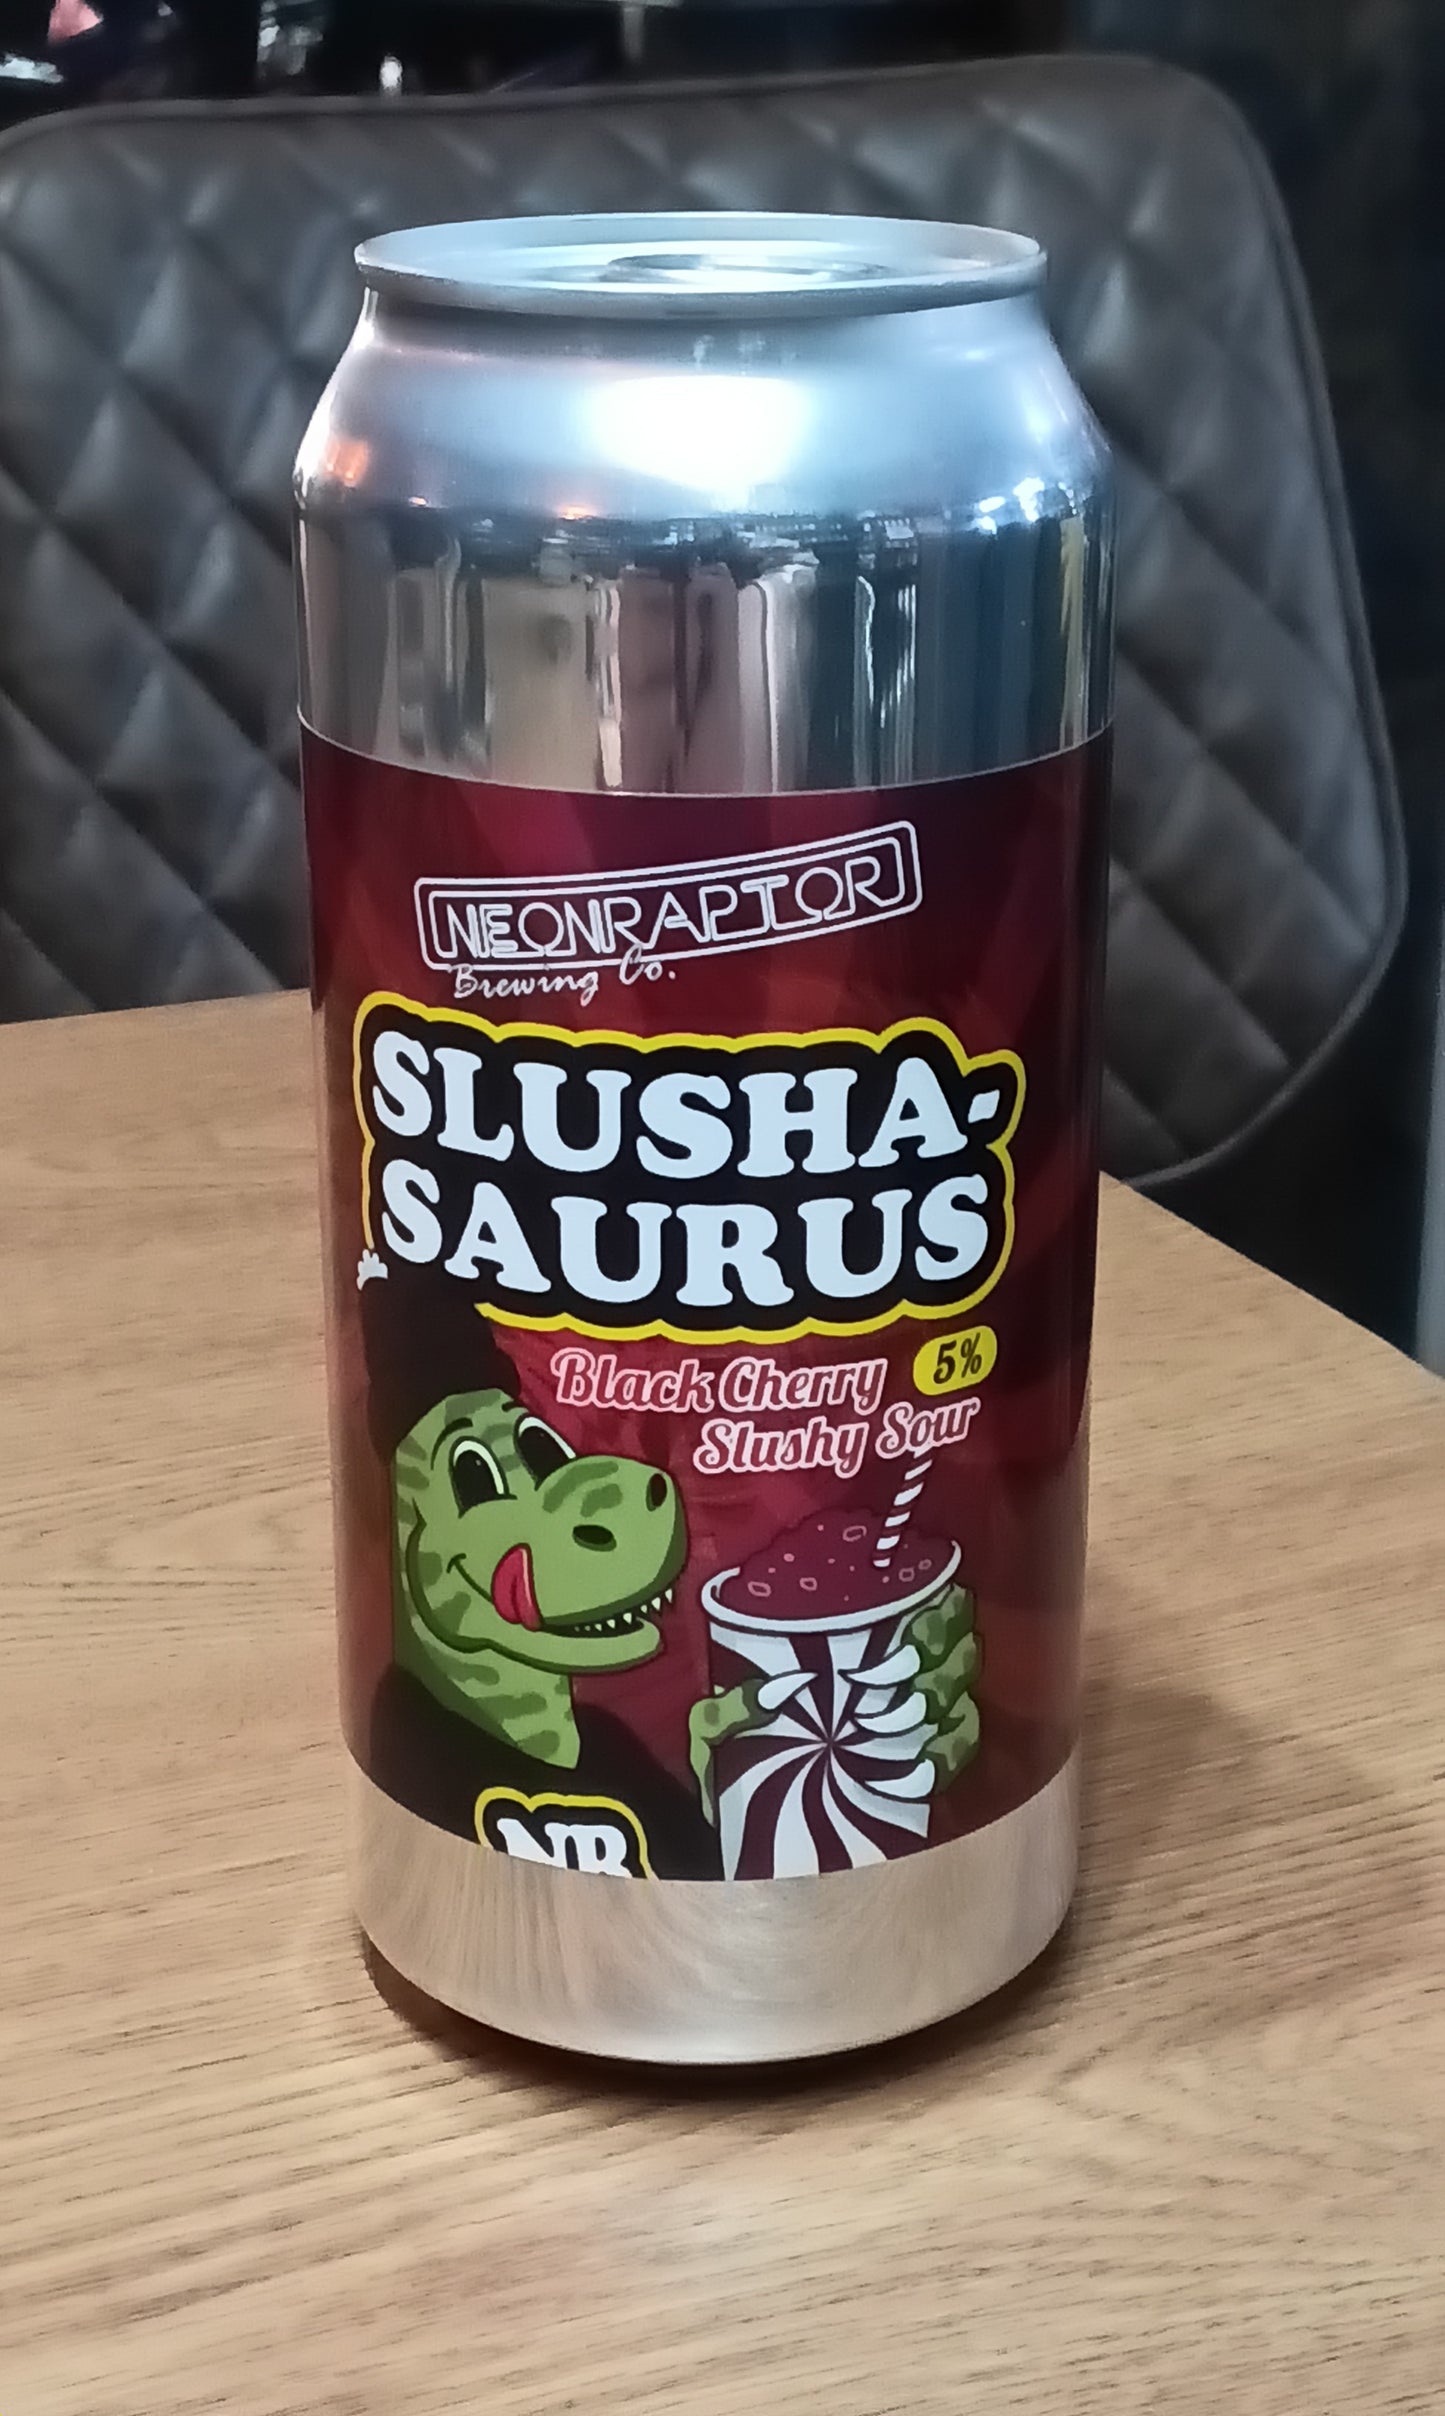 NEONRAPTOR
Brewing Co.
SLUSHA-
SAURUS
Black Cherry 5%
Slushy Sour
NB